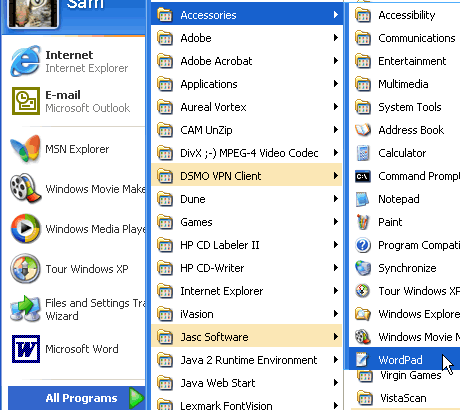 Sam
Internet
Internet Explorer
E-mail
Microsoft Outlook
MSN Explorer
Windows Movie Make
Windows Media Playe
Tour Windows XP
Files and Settings Tra
Wizard
Microsoft Word
All Programs
Accessories
Adobe
Adobe Acrobat
Applications
Aureal Vortex
CAM UnZip
DivX ;-) MPEG-4 Video Codec
DSMO VPN Client
Dune
Games
HP CD Labeler II
HP CD-Writer
Internet Explorer
iVasion
Jasc Software
Java 2 Runtime Environment
Java Web Start
Lexmark FontVision
Accessibility
Communications
Entertainment
Multimedia
System Tools
Address Book
Calculator
Command Promp
Notepad
Paint
Program Compati
Synchronize
Tour Windows XP
Windows Explore
Windows Movie M
WordPad
Virgin Games
VistaScan